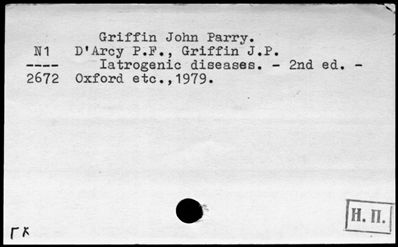 Griffin John Parry.
N1 D'Arcy P.F., Griffin J.P.
---- Iatrogenic diseases. - 2nd ed. -
2672 Oxford etc.,1979.
Гк
Н. П.